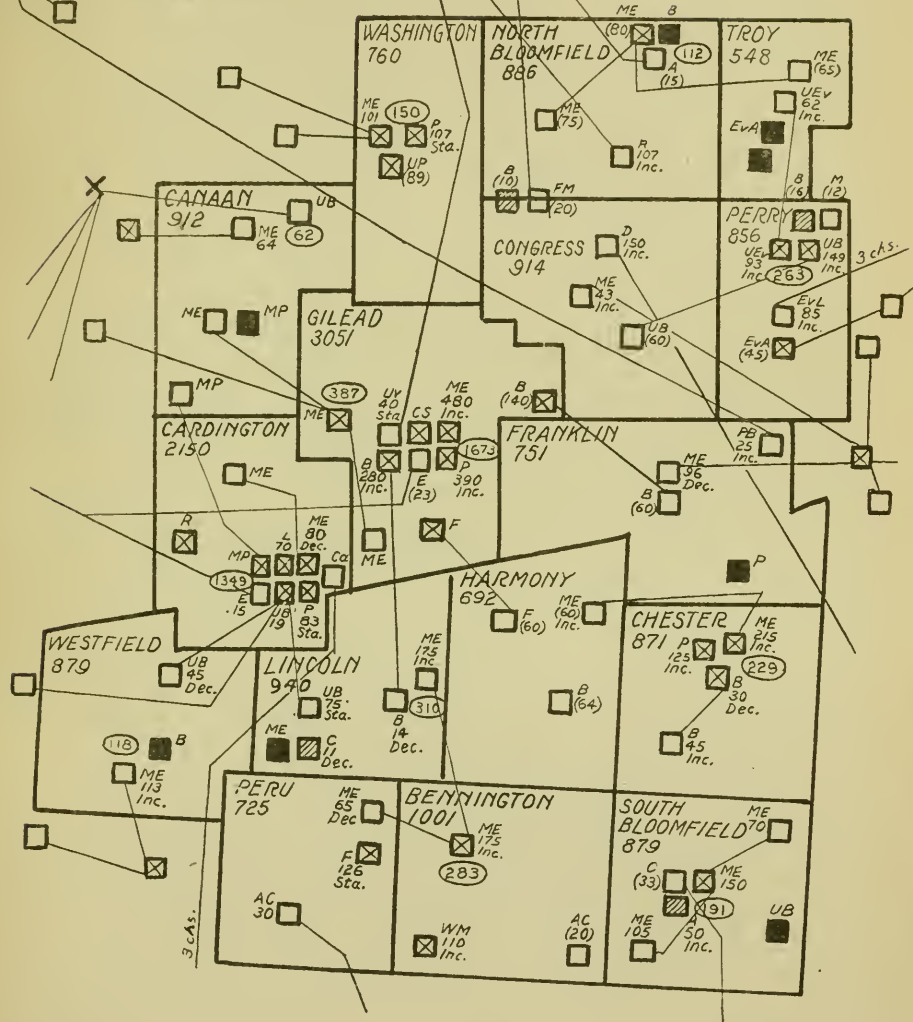 WASHINGTON
760
ME
101
150
P
107
Sta.
UP
(89)
NORTH
BLOOMFIELD
886
ME
(80)
B
A
(15)
112
ME
(75)
R
107
Inc.
B
(10)
FM
(20)
TROY
548
ME
(65)
UEv
62
Inc.
EvA
CANAAN
912
UB
62
ME
64
ME
MP
MP
CONGRESS
914
D
150
Inc.
ME
43
Inc.
UB
(60)
PERRY
856
B
(16)
M
(12)
UEv
93
Inc.
UB
149
Inc.
263
3 chs.
EvL
85
Inc.
EvA
(45)
GILEAD
3051
387
ME
Uv
40
Sta
CS
ME
480
Inc.
1673
B
280
Inc.
E
(23)
P
390
Inc.
B
(140)
F
ME
CARDINGTON
2150
ME
R
MP
L
70
ME
80
Dec.
Ca
1349
E
15
UB
19
P
83
Sta.
FRANKLIN
751
PB
25
Inc.
ME
96
Dec.
B
(60)
P
HARMONY
692
F
(60)
ME
(60)
Inc.
B
(64)
CHESTER
871
P
125
Inc.
ME
215
Inc.
229
B
30
Dec.
B
45
Inc.
WESTFIELD
879
UB
45
Dec.
118
B
ME
113
Inc.
LINCOLN
940
UB
75
Sta.
ME
C
11
Dec.
ME
175
Inc
B
14
Dec.
310
PERU
725
ME
65
Dec
F
126
Sta.
AC
30
3 chs.
BENNINGTON
1001
ME
175
Inc.
283
WM
110
Inc.
AC
(20)
SOUTH
BLOOMFIELD
879
ME
70
C
(33)
ME
150
191
A
50
Inc.
ME
105
UB